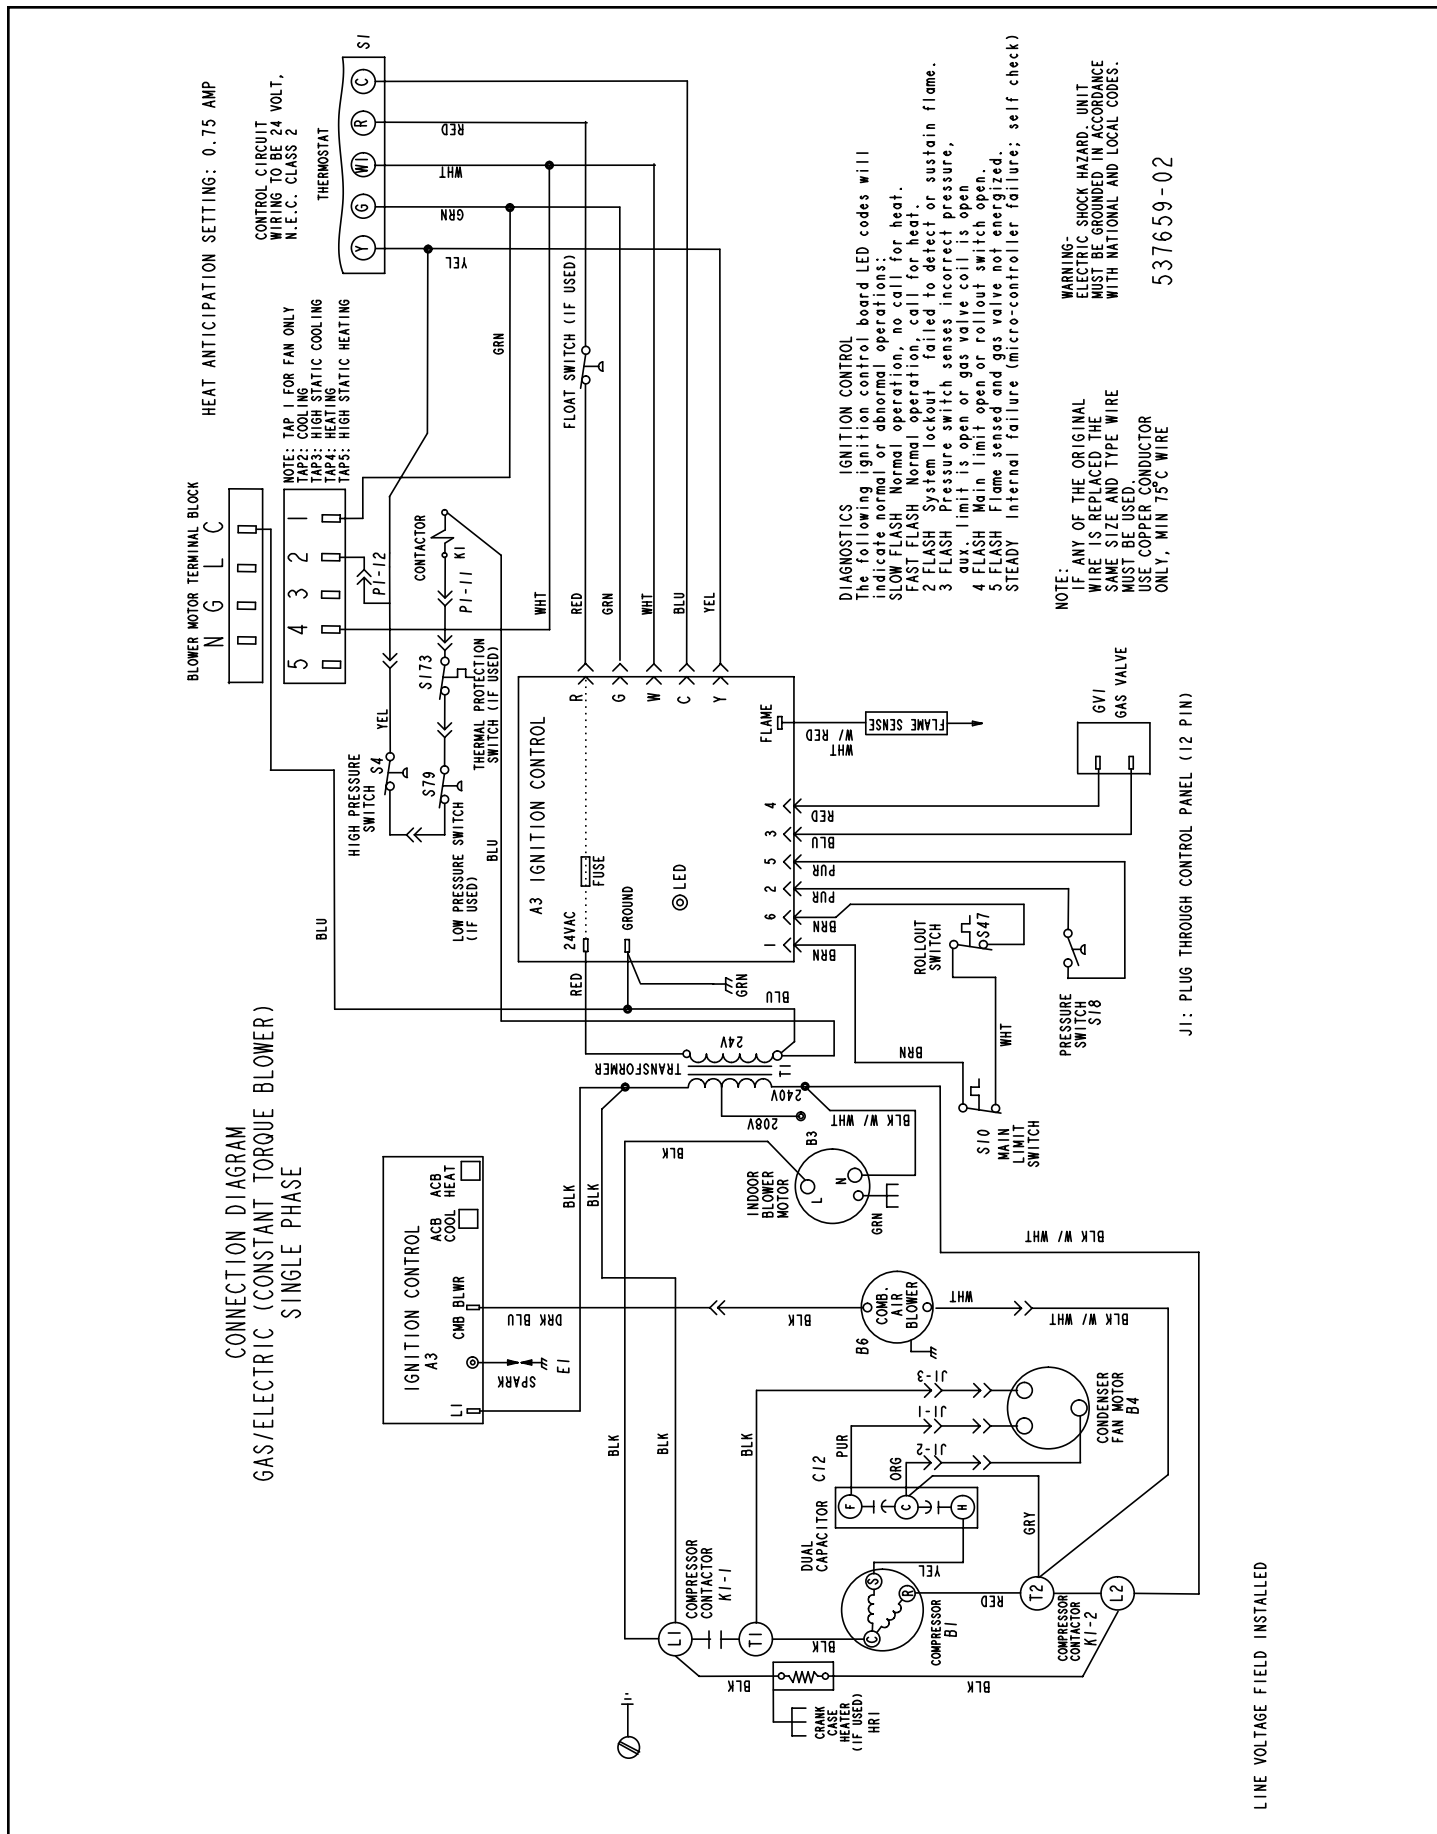 CONNECTION DIAGRAM
GAS/ELECTRIC (CONSTANT TORQUE BLOWER)
SINGLE PHASE
HEAT ANTICIPATION SETTING: 0.75 AMP
CONTROL CIRCUIT
WIRING TO BE 24 VOLT,
N.E.C. CLASS 2
THERMOSTAT
S1
Y
G
W1
R
C
YEL
GRN
WHT
RED
BLOWER MOTOR TERMINAL BLOCK
N G L C
5 4 3 2 1
NOTE: TAP 1 FOR FAN ONLY
TAP2: COOLING
TAP3: HIGH STATIC COOLING
TAP4: HEATING
TAP5: HIGH STATIC HEATING
P1-12
GRN
CONTACTOR
K1
P1-11
S173
THERMAL PROTECTION
SWITCH (IF USED)
YEL
HIGH PRESSURE
SWITCH
S4
S79
LOW PRESSURE SWITCH
(IF USED)
BLU
BLU
FLOAT SWITCH (IF USED)
WHT
RED
GRN
WHT
BLU
YEL
A3 IGNITION CONTROL
R
G
W
C
Y
24VAC
FUSE
GROUND
LED
FLAME
WHT
W/ RED
FLAME SENSE
1
6
2
5
3
4
BRN
BRN
PUR
PUR
BLU
RED
RED
GRN
BLU
GV1
GAS VALVE
ROLLOUT
SWITCH
S47
PRESSURE
SWITCH
S18
BRN
WHT
S10
MAIN
LIMIT
SWITCH
J1: PLUG THROUGH CONTROL PANEL (12 PIN)
TRANSFORMER
24V
T1
240V
208V
BLK W/ WHT
BLK
BLK
BLK
B3
INDOOR
BLOWER
MOTOR
L
N
GRN
BLK W/ WHT
IGNITION CONTROL
A3
ACB
HEAT
ACB
COOL
CMB BLWR
L1
SPARK
E1
DRK BLU
BLK
COMB.
AIR
BLOWER
B6
WHT
BLK W/ WHT
J1-3
J1-1
J1-2
CONDENSER
FAN MOTOR
B4
BLK
BLK
BLK
PUR
ORG
C12
DUAL
CAPACITOR
F
C
H
GRY
YEL
RED
COMPRESSOR
CONTACTOR
K1-1
L1
T1
BLK
S
R
C
COMPRESSOR
B1
T2
L2
COMPRESSOR
CONTACTOR
K1-2
BLK
BLK
CRANK
CASE
HEATER
(IF USED)
HR1
LINE VOLTAGE FIELD INSTALLED
DIAGNOSTICS IGNITION CONTROL
The following ignition control board LED codes will
indicate normal or abnormal operations:
SLOW FLASH Normal operation, no call for heat.
FAST FLASH Normal operation, call for heat.
2 FLASH System lockout failed to detect or sustain flame.
3 FLASH Pressure switch senses incorrect pressure,
aux. limit is open or gas valve coil is open
4 FLASH Main limit open or rollout switch open.
5 FLASH Flame sensed and gas valve not energized.
STEADY Internal failure (micro-controller failure; self check)
NOTE:
IF ANY OF THE ORIGINAL
WIRE IS REPLACED THE
SAME SIZE AND TYPE WIRE
MUST BE USED.
USE COPPER CONDUCTOR
ONLY, MIN 75°C WIRE
WARNING-
ELECTRIC SHOCK HAZARD. UNIT
MUST BE GROUNDED IN ACCORDANCE
WITH NATIONAL AND LOCAL CODES.
537659-02